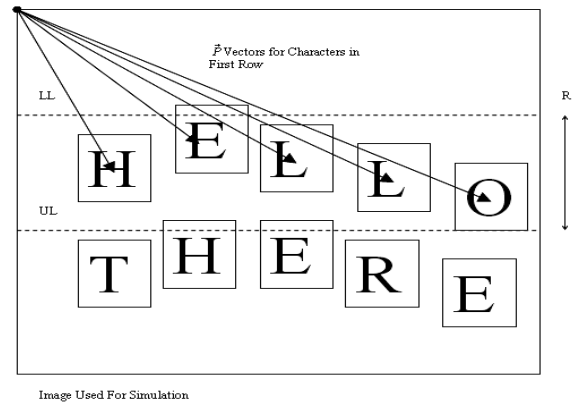 P⃗ Vectors for Characters in
First Row
LL
R
H E L L O
UL
T H E R E
Image Used For Simulation